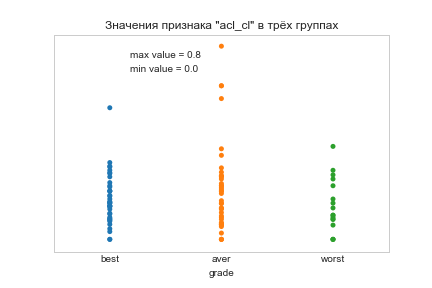 Значения признака "acl_cl" в трёх группах
max value = 0.8
min value = 0.0
best aver worst
grade